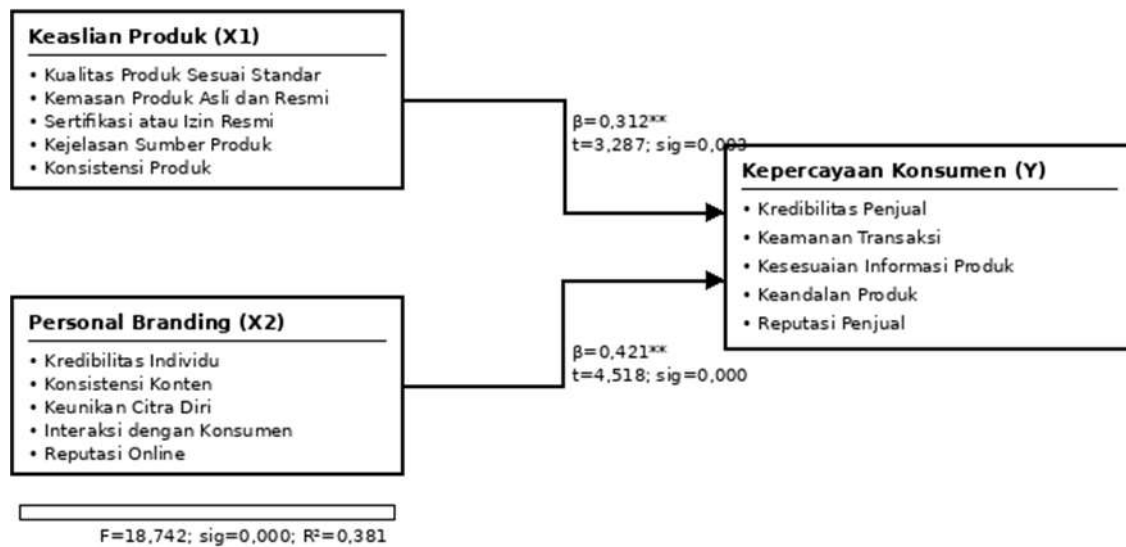 Keaslian Produk (X1)
• Kualitas Produk Sesuai Standar
• Kemasan Produk Asli dan Resmi
• Sertifikasi atau Izin Resmi
• Kejelasan Sumber Produk
• Konsistensi Produk
β=0,312**
t=3,287; sig=0,003
Kepercayaan Konsumen (Y)
• Kredibilitas Penjual
• Keamanan Transaksi
• Kesesuaian Informasi Produk
• Keandalan Produk
• Reputasi Penjual
Personal Branding (X2)
• Kredibilitas Individu
• Konsistensi Konten
• Keunikan Citra Diri
• Interaksi dengan Konsumen
• Reputasi Online
β=0,421**
t=4,518; sig=0,000
F=18,742; sig=0,000; R²=0,381